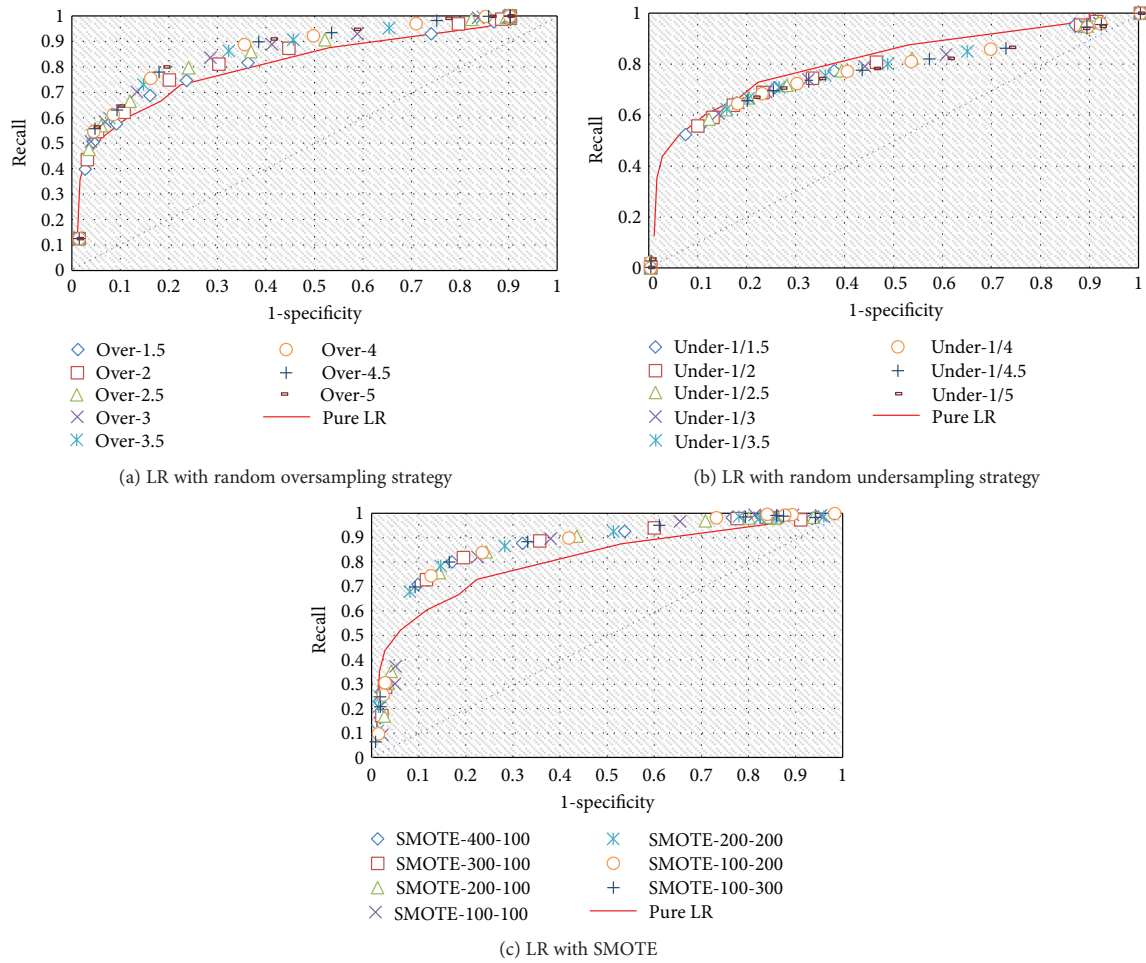 1
0.9
0.8
0.7
0.6
0.5
0.4
0.3
0.2
0.1
0
Recall
0 0.1 0.2 0.3 0.4 0.5 0.6 0.7 0.8 0.9 1
1-specificity
Over-1.5
Over-2
Over-2.5
Over-3
Over-3.5
Over-4
Over-4.5
Over-5
Pure LR
(a) LR with random oversampling strategy
1
0.8
0.6
0.4
0.2
0
Recall
0 0.1 0.2 0.3 0.4 0.5 0.6 0.7 0.8 0.9 1
1-specificity
Under-1/1.5
Under-1/2
Under-1/2.5
Under-1/3
Under-1/3.5
Under-1/4
Under-1/4.5
Under-1/5
Pure LR
(b) LR with random undersampling strategy
1
0.9
0.8
0.7
0.6
0.5
0.4
0.3
0.2
0.1
0
Recall
0 0.1 0.2 0.3 0.4 0.5 0.6 0.7 0.8 0.9 1
1-specificity
SMOTE-400-100
SMOTE-300-100
SMOTE-200-100
SMOTE-100-100
SMOTE-200-200
SMOTE-100-200
SMOTE-100-300
Pure LR
(c) LR with SMOTE